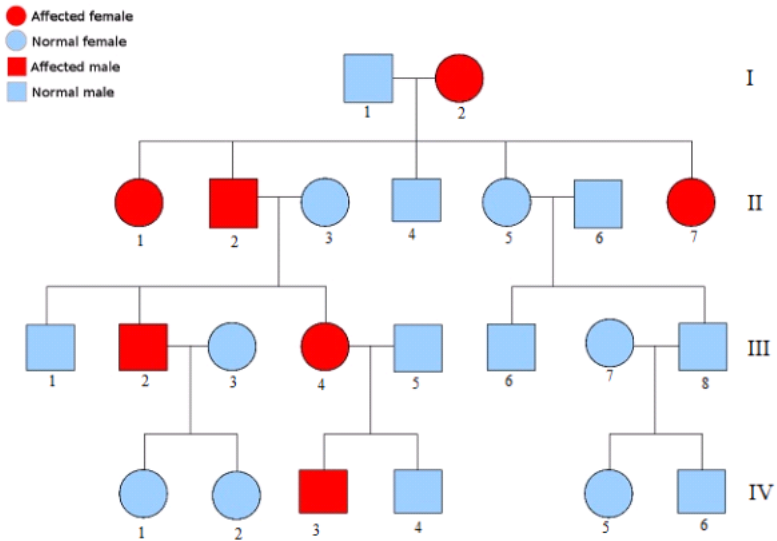 Affected female
Normal female
Affected male
Normal male
I
1 2
II
1 2 3 4 5 6 7
III
1 2 3 4 5 6 7 8
IV
1 2 3 4 5 6